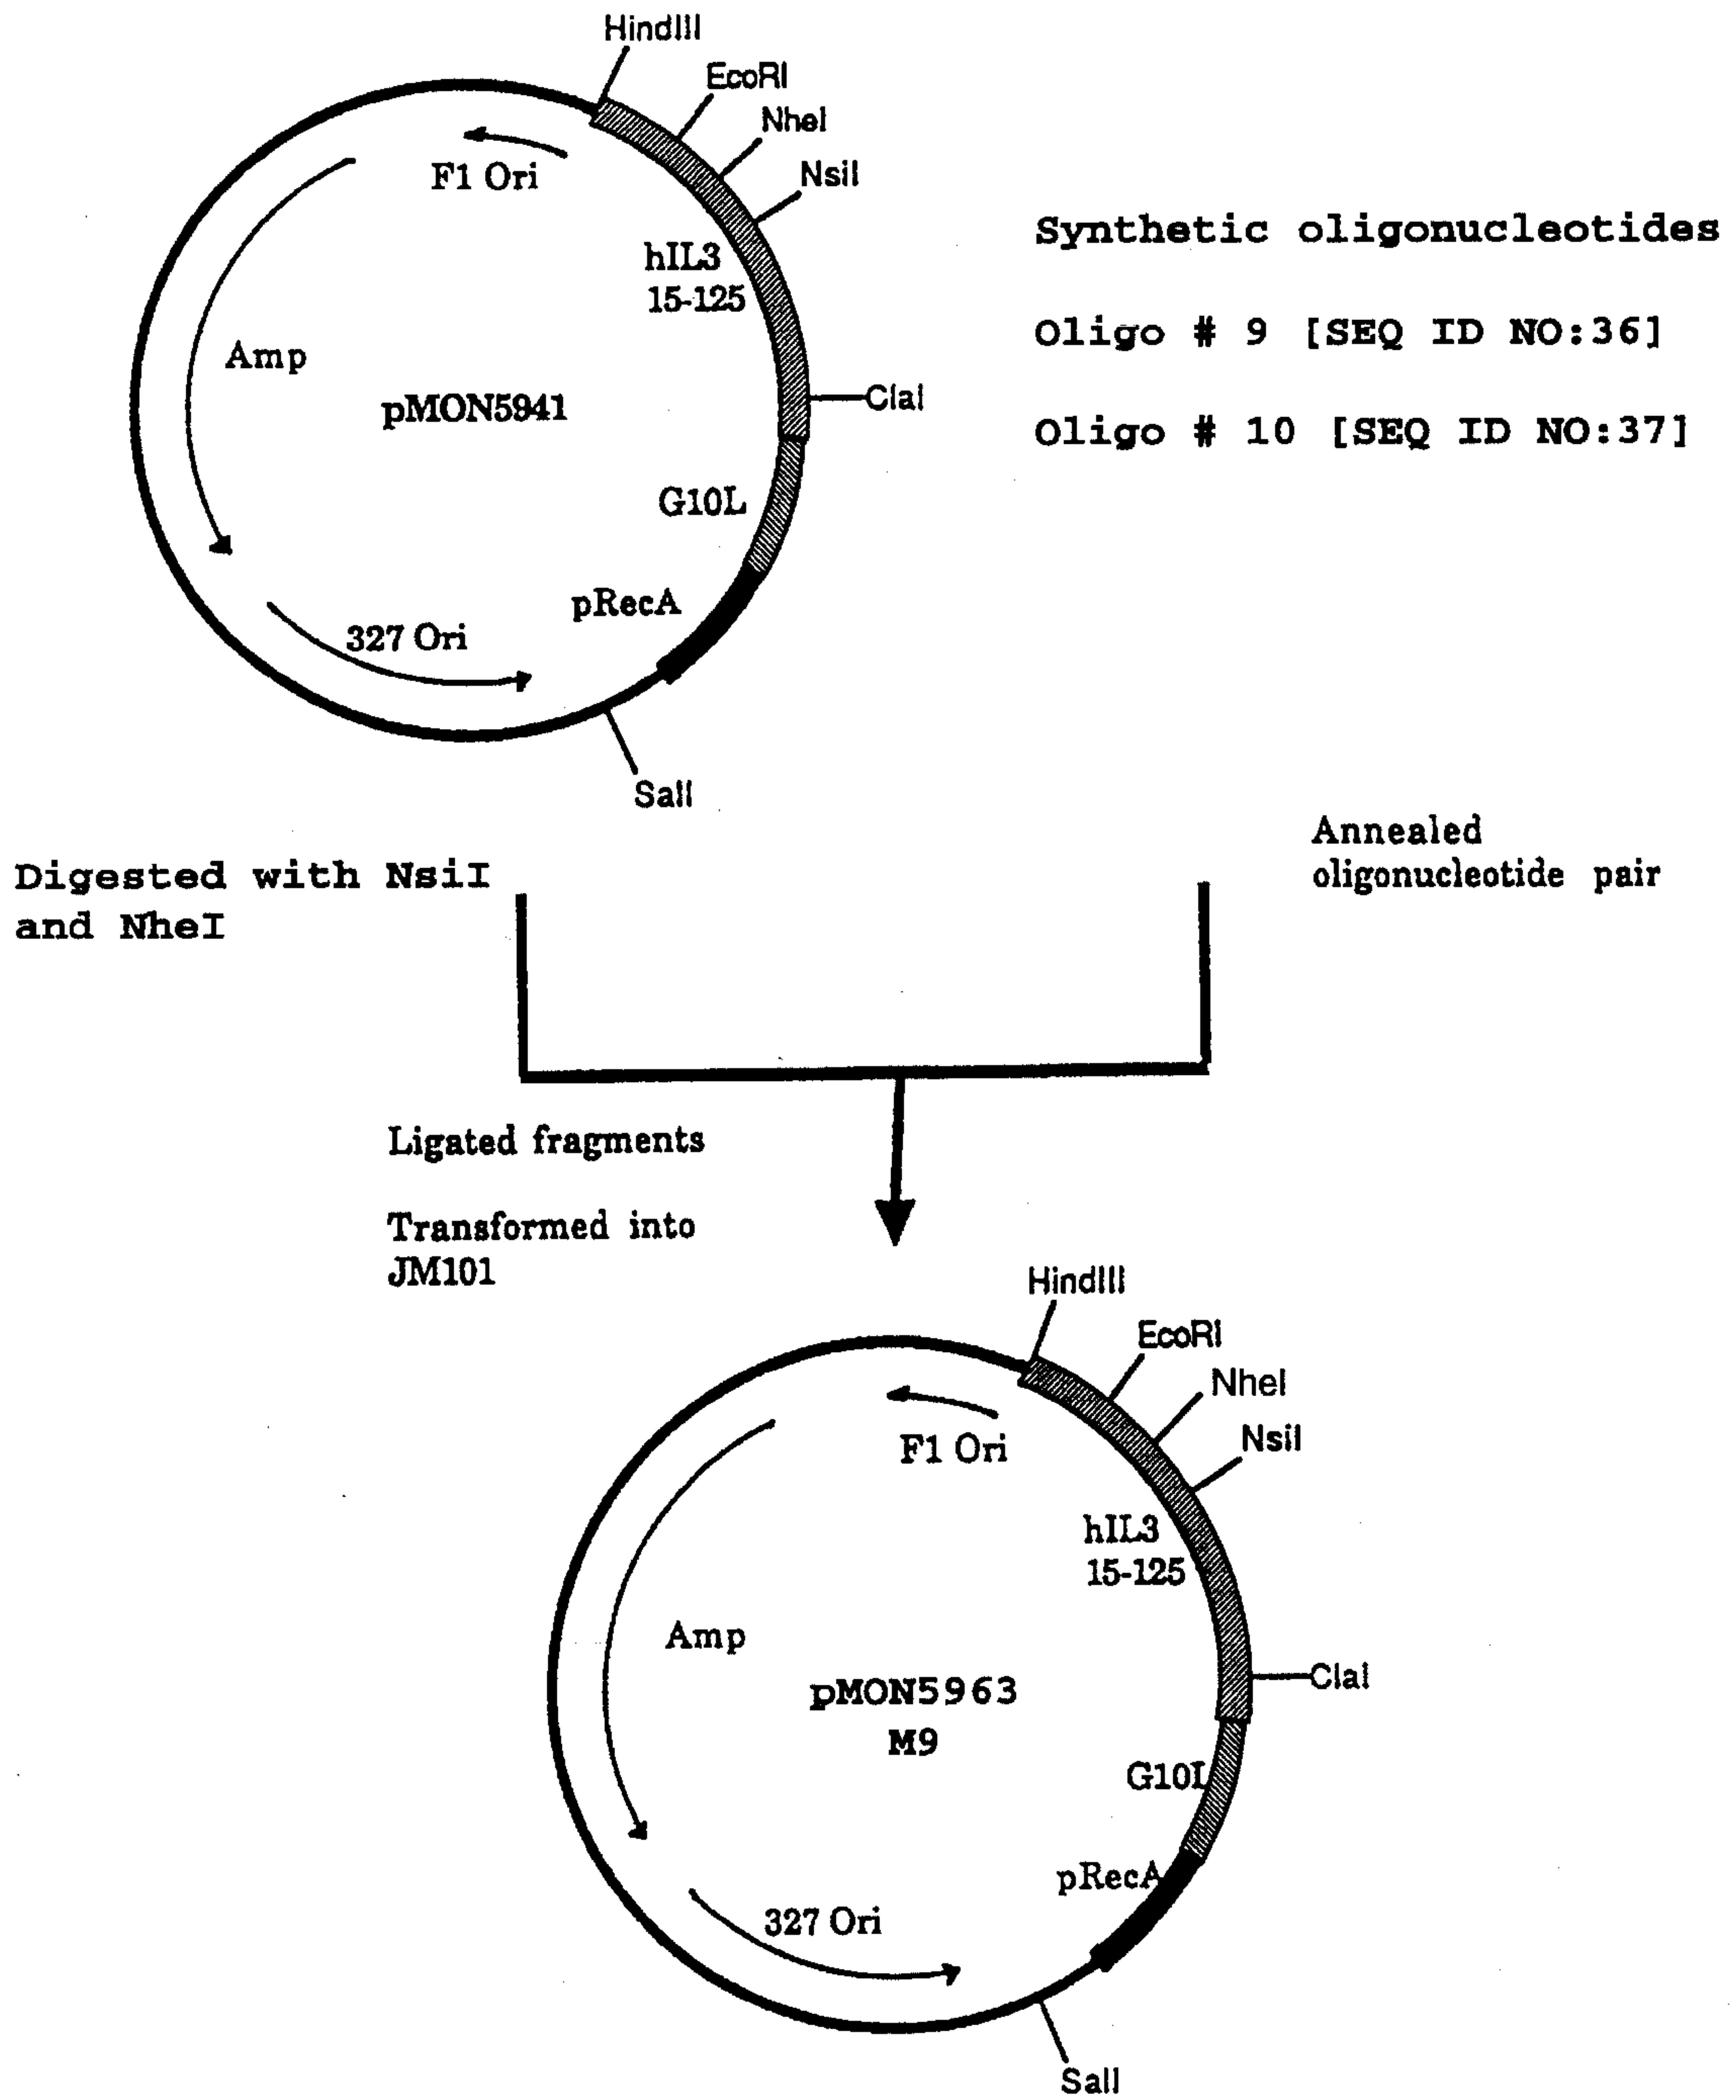 HindIII
EcoRI
NheI
NsiI
F1 Ori
hIL3
15-125
Amp
pMON5941
ClaI
G10L
pRecA
327 Ori
SalI
Synthetic oligonucleotides
Oligo # 9 [SEQ ID NO:36]
Oligo # 10 [SEQ ID NO:37]
Digested with NsiI
and NheI
Annealed
oligonucleotide pair
Ligated fragments
Transformed into
JM101
HindIII
EcoRI
NheI
NsiI
F1 Ori
hIL3
15-125
Amp
pMON5963
M9
ClaI
G10L
pRecA
327 Ori
SalI